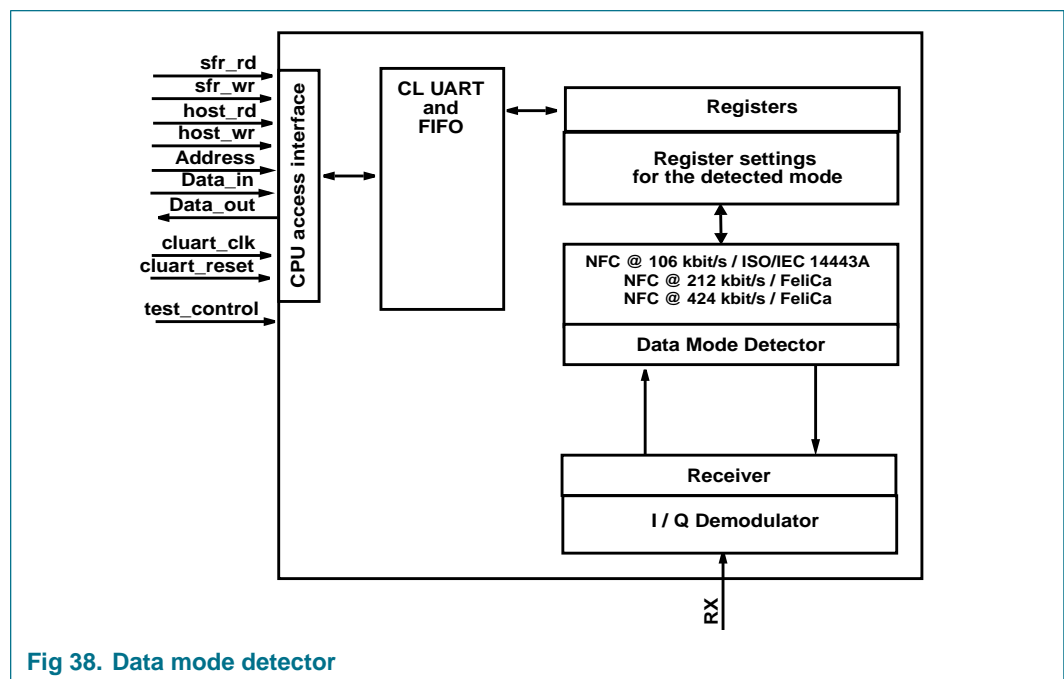 sfr_rd
sfr_wr
host_rd
host_wr
Address
Data_in
Data_out
cluart_clk
cluart_reset
test_control
CPU access interface
CL UART
and
FIFO
Registers
Register settings
for the detected mode
NFC @ 106 kbit/s / ISO/IEC 14443A
NFC @ 212 kbit/s / FeliCa
NFC @ 424 kbit/s / FeliCa
Data Mode Detector
Receiver
I / Q Demodulator
RX
Fig 38. Data mode detector